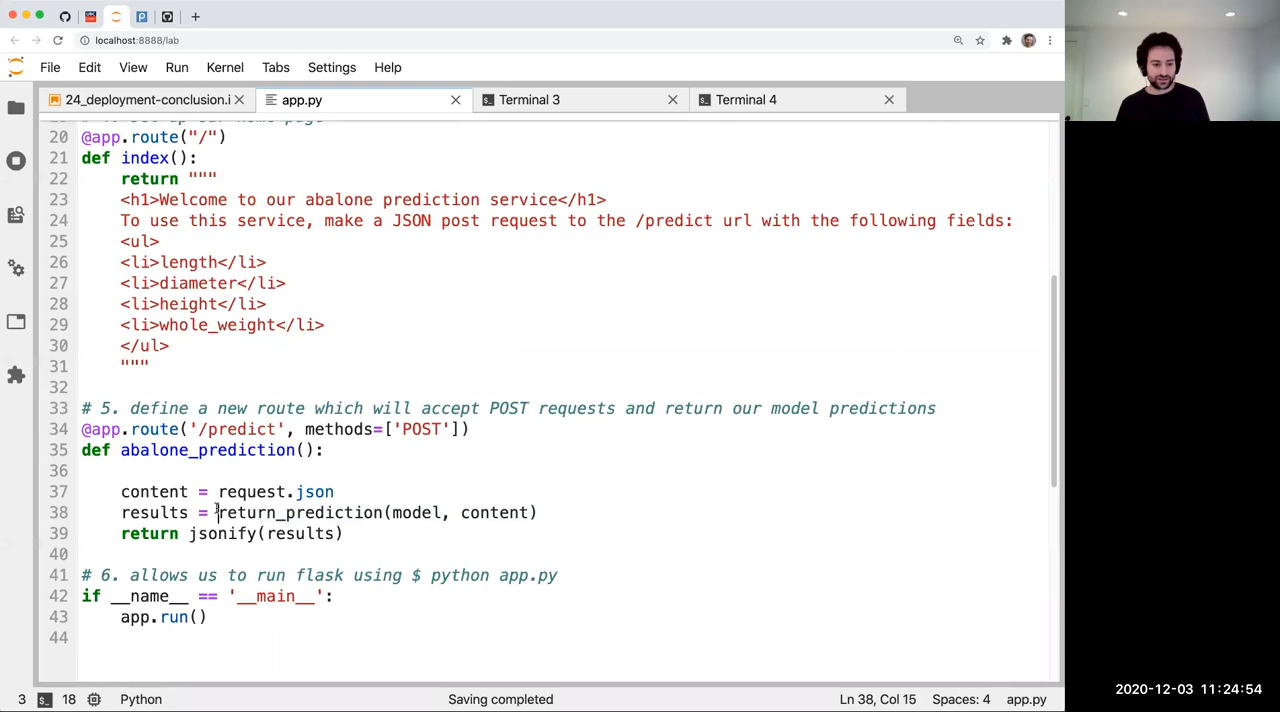 localhost:8888/lab
File Edit View Run Kernel Tabs Settings Help
24_deployment-conclusion.i app.py Terminal 3 Terminal 4
20 @app.route("/")
21 def index():
22 return """
23 <h1>Welcome to our abalone prediction service</h1>
24 To use this service, make a JSON post request to the /predict url with the following fields:
25 <ul>
26 <li>length</li>
27 <li>diameter</li>
28 <li>height</li>
29 <li>whole_weight</li>
30 </ul>
31 """
32
33 # 5. define a new route which will accept POST requests and return our model predictions
34 @app.route('/predict', methods=['POST'])
35 def abalone_prediction():
36
37 content = request.json
38 results = return_prediction(model, content)
39 return jsonify(results)
40
41 # 6. allows us to run flask using $ python app.py
42 if __name__ == '__main__':
43 app.run()
44
3 18 Python Saving completed Ln 38, Col 15 Spaces: 4 app.py
2020-12-03 11:24:54